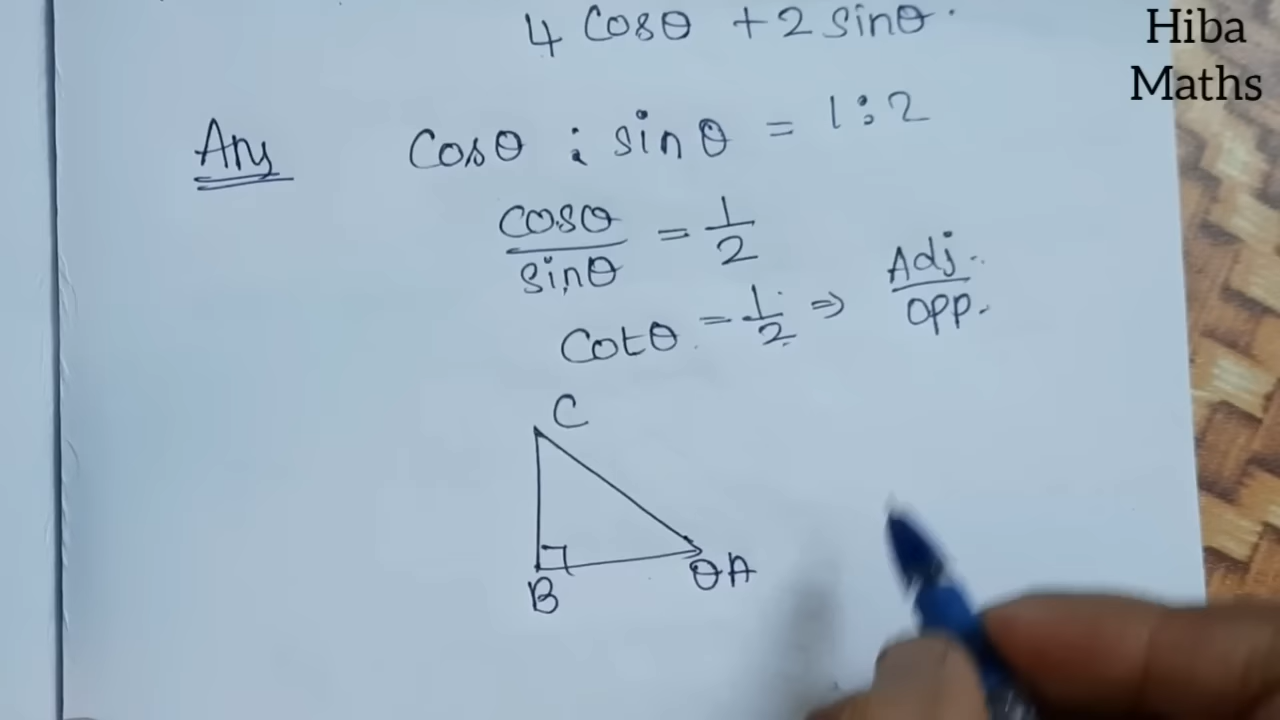 4 Cosθ + 2 sinθ.
Hiba
Maths
Ans Cosθ : sinθ = 1:2
cosθ/sinθ = 1/2
Cotθ = 1/2 ⇒ Adj./opp.
C
B
θ A